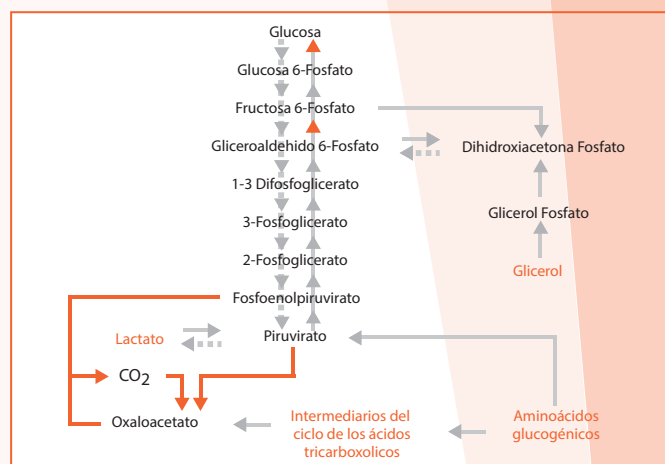 Glucosa
Glucosa 6-Fosfato
Fructosa 6-Fosfato
Gliceroaldehido 6-Fosfato
Dihidroxiacetona Fosfato
1-3 Difosfoglicerato
3-Fosfoglicerato
Glicerol Fosfato
2-Fosfoglicerato
Glicerol
Fosfoenolpiruvirato
Lactato
Piruvirato
CO2
Oxaloacetato
Intermediarios del
ciclo de los ácidos
tricarboxolicos
Aminoácidos
glucogénicos